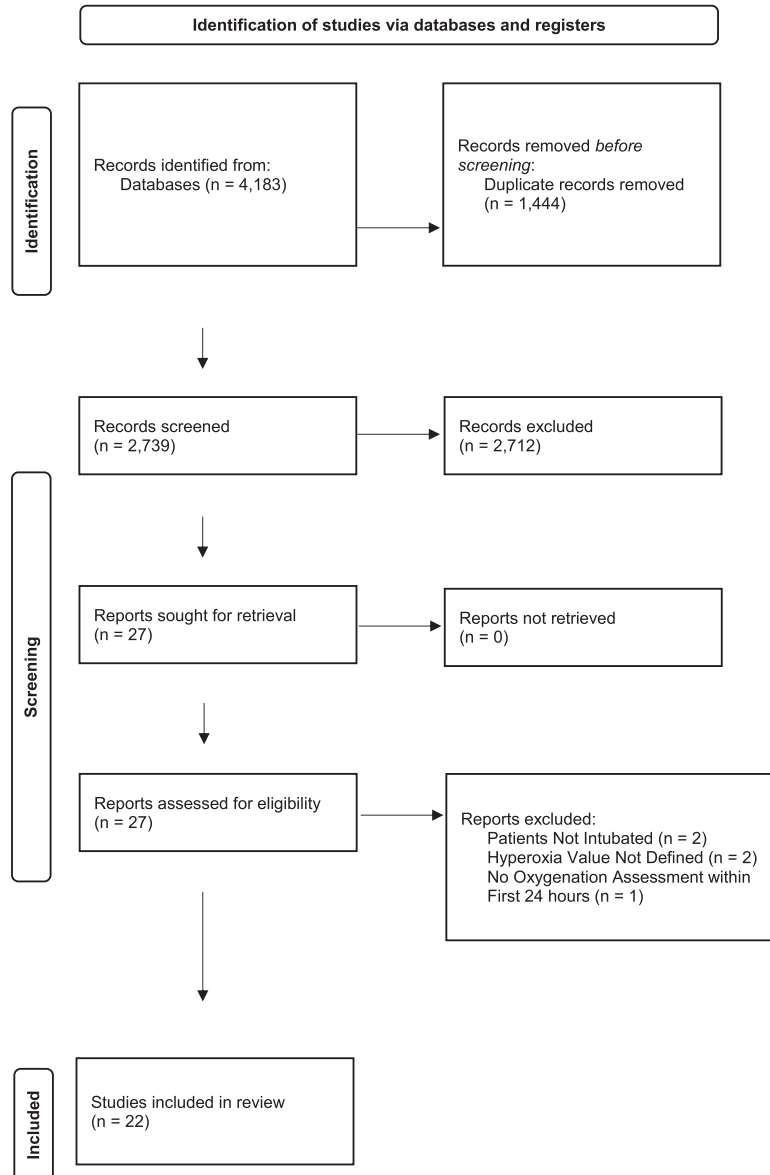 Identification of studies via databases and registers
Identification
Records identified from:
Databases (n = 4,183)
Records removed before
screening:
Duplicate records removed
(n = 1,444)
Screening
Records screened
(n = 2,739)
Records excluded
(n = 2,712)
Reports sought for retrieval
(n = 27)
Reports not retrieved
(n = 0)
Reports assessed for eligibility
(n = 27)
Reports excluded:
Patients Not Intubated (n = 2)
Hyperoxia Value Not Defined (n = 2)
No Oxygenation Assessment within
First 24 hours (n = 1)
Included
Studies included in review
(n = 22)